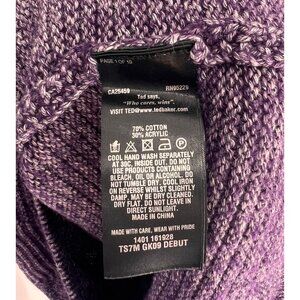 PAGE 1 OF 10
CA25459 RN95229
Ted says,
"Who cares, wins".
VISIT TED@www.tedbaker.com
70% COTTON
30% ACRYLIC
COOL HAND WASH SEPARATELY
AT 30C, INSIDE OUT. DO NOT
USE PRODUCTS CONTAINING
BLEACH, OIL OR ALCOHOL. DO
NOT TUMBLE DRY. COOL IRON
ON REVERSE WHILST SLIGHTLY
DAMP. MAY BE DRY CLEANED.
DRY FLAT. DO NOT LEAVE IN
DIRECT SUNLIGHT.
MADE IN CHINA
MADE WITH CARE, WEAR WITH PRIDE
1401 161928
TS7M GK09 DEBUT